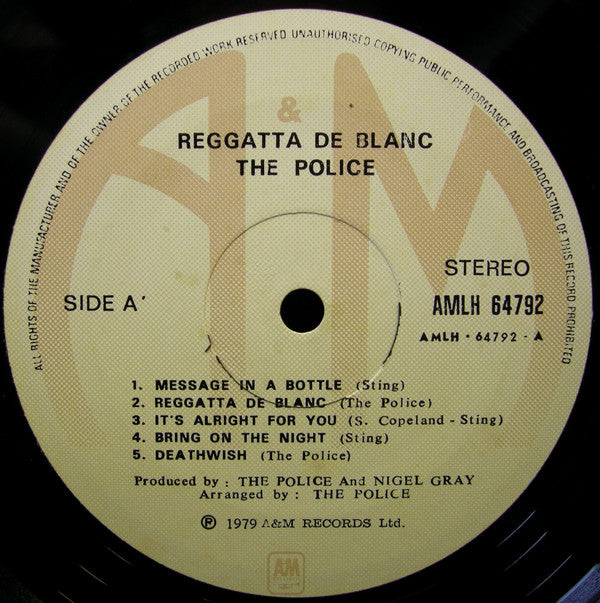 ALL RIGHTS OF THE MANUFACTURER AND OF THE OWNER OF THE RECORDED WORK RESERVED UNAUTHORISED COPYING PUBLIC PERFORMANCE AND BROADCASTING OF THIS RECORD PROHIBITED
A&M
REGGATTA DE BLANC
THE POLICE
STEREO
SIDE A'
AMLH 64792
AMLH · 64792 - A
1. MESSAGE IN A BOTTLE (Sting)
2. REGGATTA DE BLANC (The Police)
3. IT'S ALRIGHT FOR YOU (S. Copeland - Sting)
4. BRING ON THE NIGHT (Sting)
5. DEATHWISH (The Police)
Produced by : THE POLICE And NIGEL GRAY
Arranged by : THE POLICE
℗ 1979 A&M RECORDS Ltd.
AM